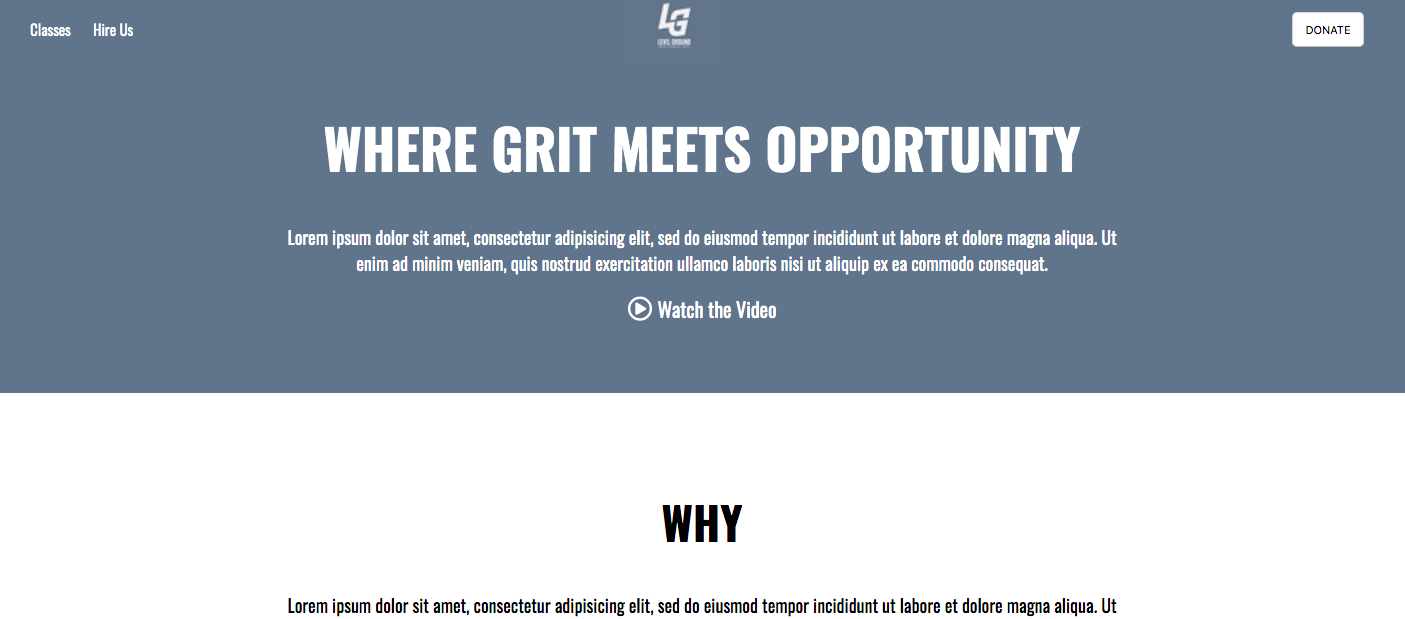 Classes Hire Us
LG
LEVEL GROUND
DONATE
WHERE GRIT MEETS OPPORTUNITY
Lorem ipsum dolor sit amet, consectetur adipisicing elit, sed do eiusmod tempor incididunt ut labore et dolore magna aliqua. Ut
enim ad minim veniam, quis nostrud exercitation ullamco laboris nisi ut aliquip ex ea commodo consequat.
Watch the Video
WHY
Lorem ipsum dolor sit amet, consectetur adipisicing elit, sed do eiusmod tempor incididunt ut labore et dolore magna aliqua. Ut